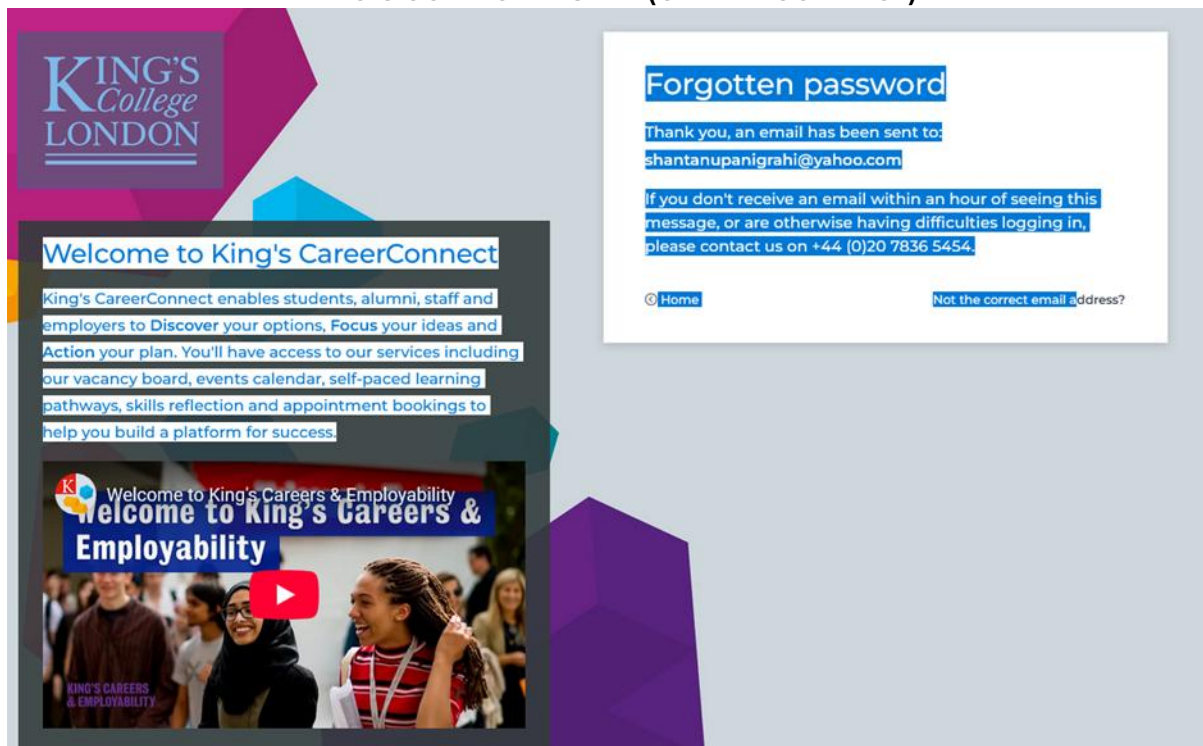 KING'S
College
LONDON
Welcome to King's CareerConnect
King's CareerConnect enables students, alumni, staff and
employers to Discover your options, Focus your ideas and
Action your plan. You'll have access to our services including
our vacancy board, events calendar, self-paced learning
pathways, skills reflection and appointment bookings to
help you build a platform for success.
K
Welcome to King's Careers & Employability
Welcome to King's Careers &
Employability
KING'S CAREERS
& EMPLOYABILITY
Forgotten password
Thank you, an email has been sent to:
shantanupanigrahi@yahoo.com
If you don't receive an email within an hour of seeing this
message, or are otherwise having difficulties logging in,
please contact us on +44 (0)20 7836 5454.
Home
Not the correct email address?